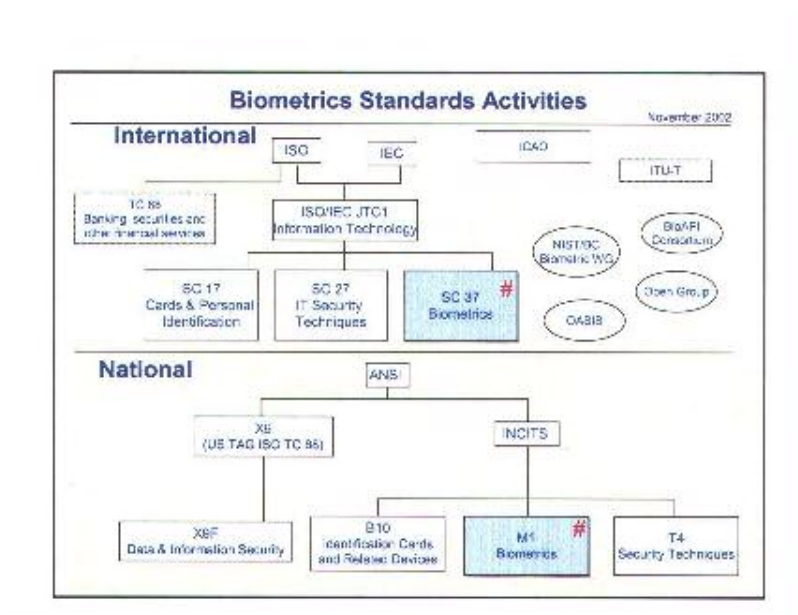 Biometrics Standards Activities
November 2002
International
ISO
IEC
ICAO
ITU-T
TC 68
Banking, securities and
other financial services
ISO/IEC JTC1
Information Technology
NIST/BC
Biometric WG
BioAPI
Consortium
SC 17
Cards & Personal
Identification
SC 27
IT Security
Techniques
SC 37 #
Biometrics
Open Group
OASIS
National
ANSI
X9
(US TAG ISO TC 68)
INCITS
X9F
Data & Information Security
B10
Identification Cards
and Related Devices
M1 #
Biometrics
T4
Security Techniques